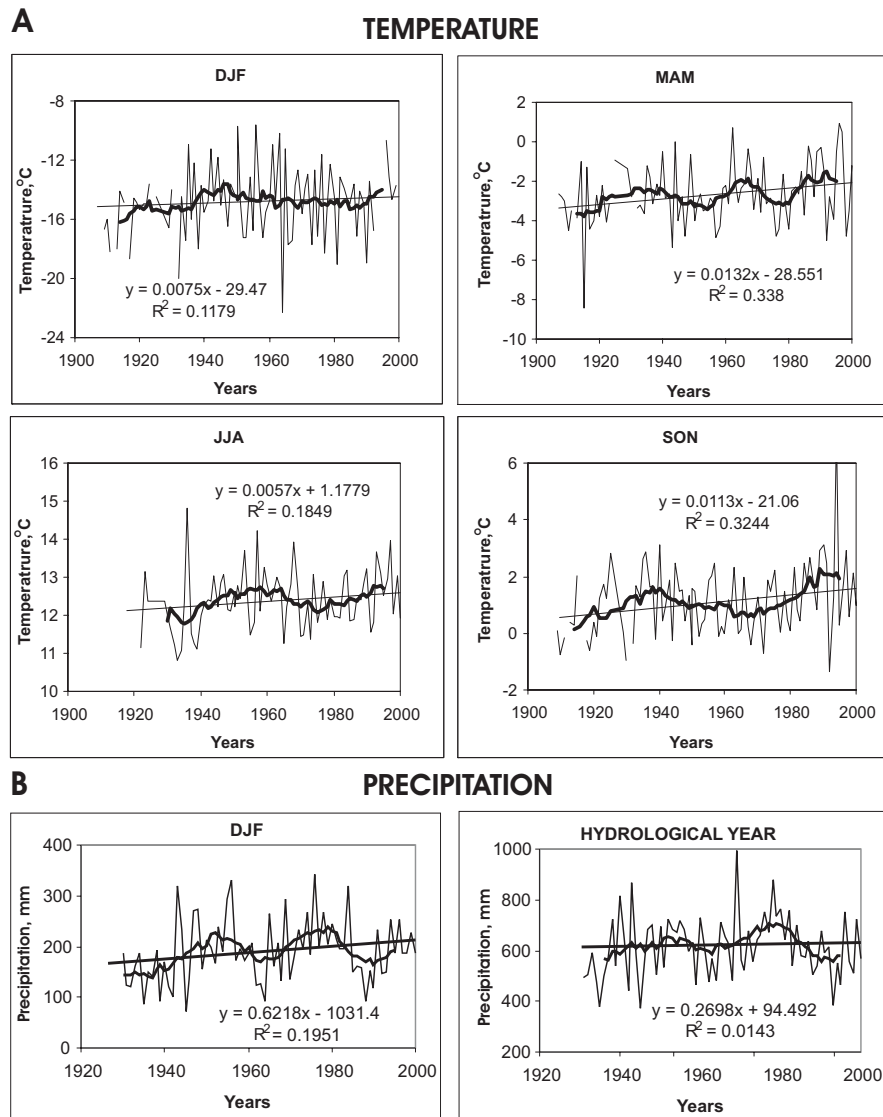 A
TEMPERATURE
DJF
Temperatrure,°C
-8
-12
-16
-20
-24
y = 0.0075x - 29.47
R² = 0.1179
1900 1920 1940 1960 1980 2000
Years
MAM
Temperatrure,°C
2
0
-2
-4
-6
-8
-10
y = 0.0132x - 28.551
R² = 0.338
1900 1920 1940 1960 1980 2000
Years
JJA
Temperatrure,°C
16
15
14
13
12
11
10
y = 0.0057x + 1.1779
R² = 0.1849
1900 1920 1940 1960 1980 2000
Years
SON
Temperatrure,°C
6
4
2
0
-2
y = 0.0113x - 21.06
R² = 0.3244
1900 1920 1940 1960 1980 2000
Years
B
PRECIPITATION
DJF
Precipitation, mm
400
300
200
100
0
y = 0.6218x - 1031.4
R² = 0.1951
1920 1940 1960 1980 2000
Years
HYDROLOGICAL YEAR
Precipitation, mm
1000
800
600
400
200
y = 0.2698x + 94.492
R² = 0.0143
1920 1940 1960 1980 2000
Years